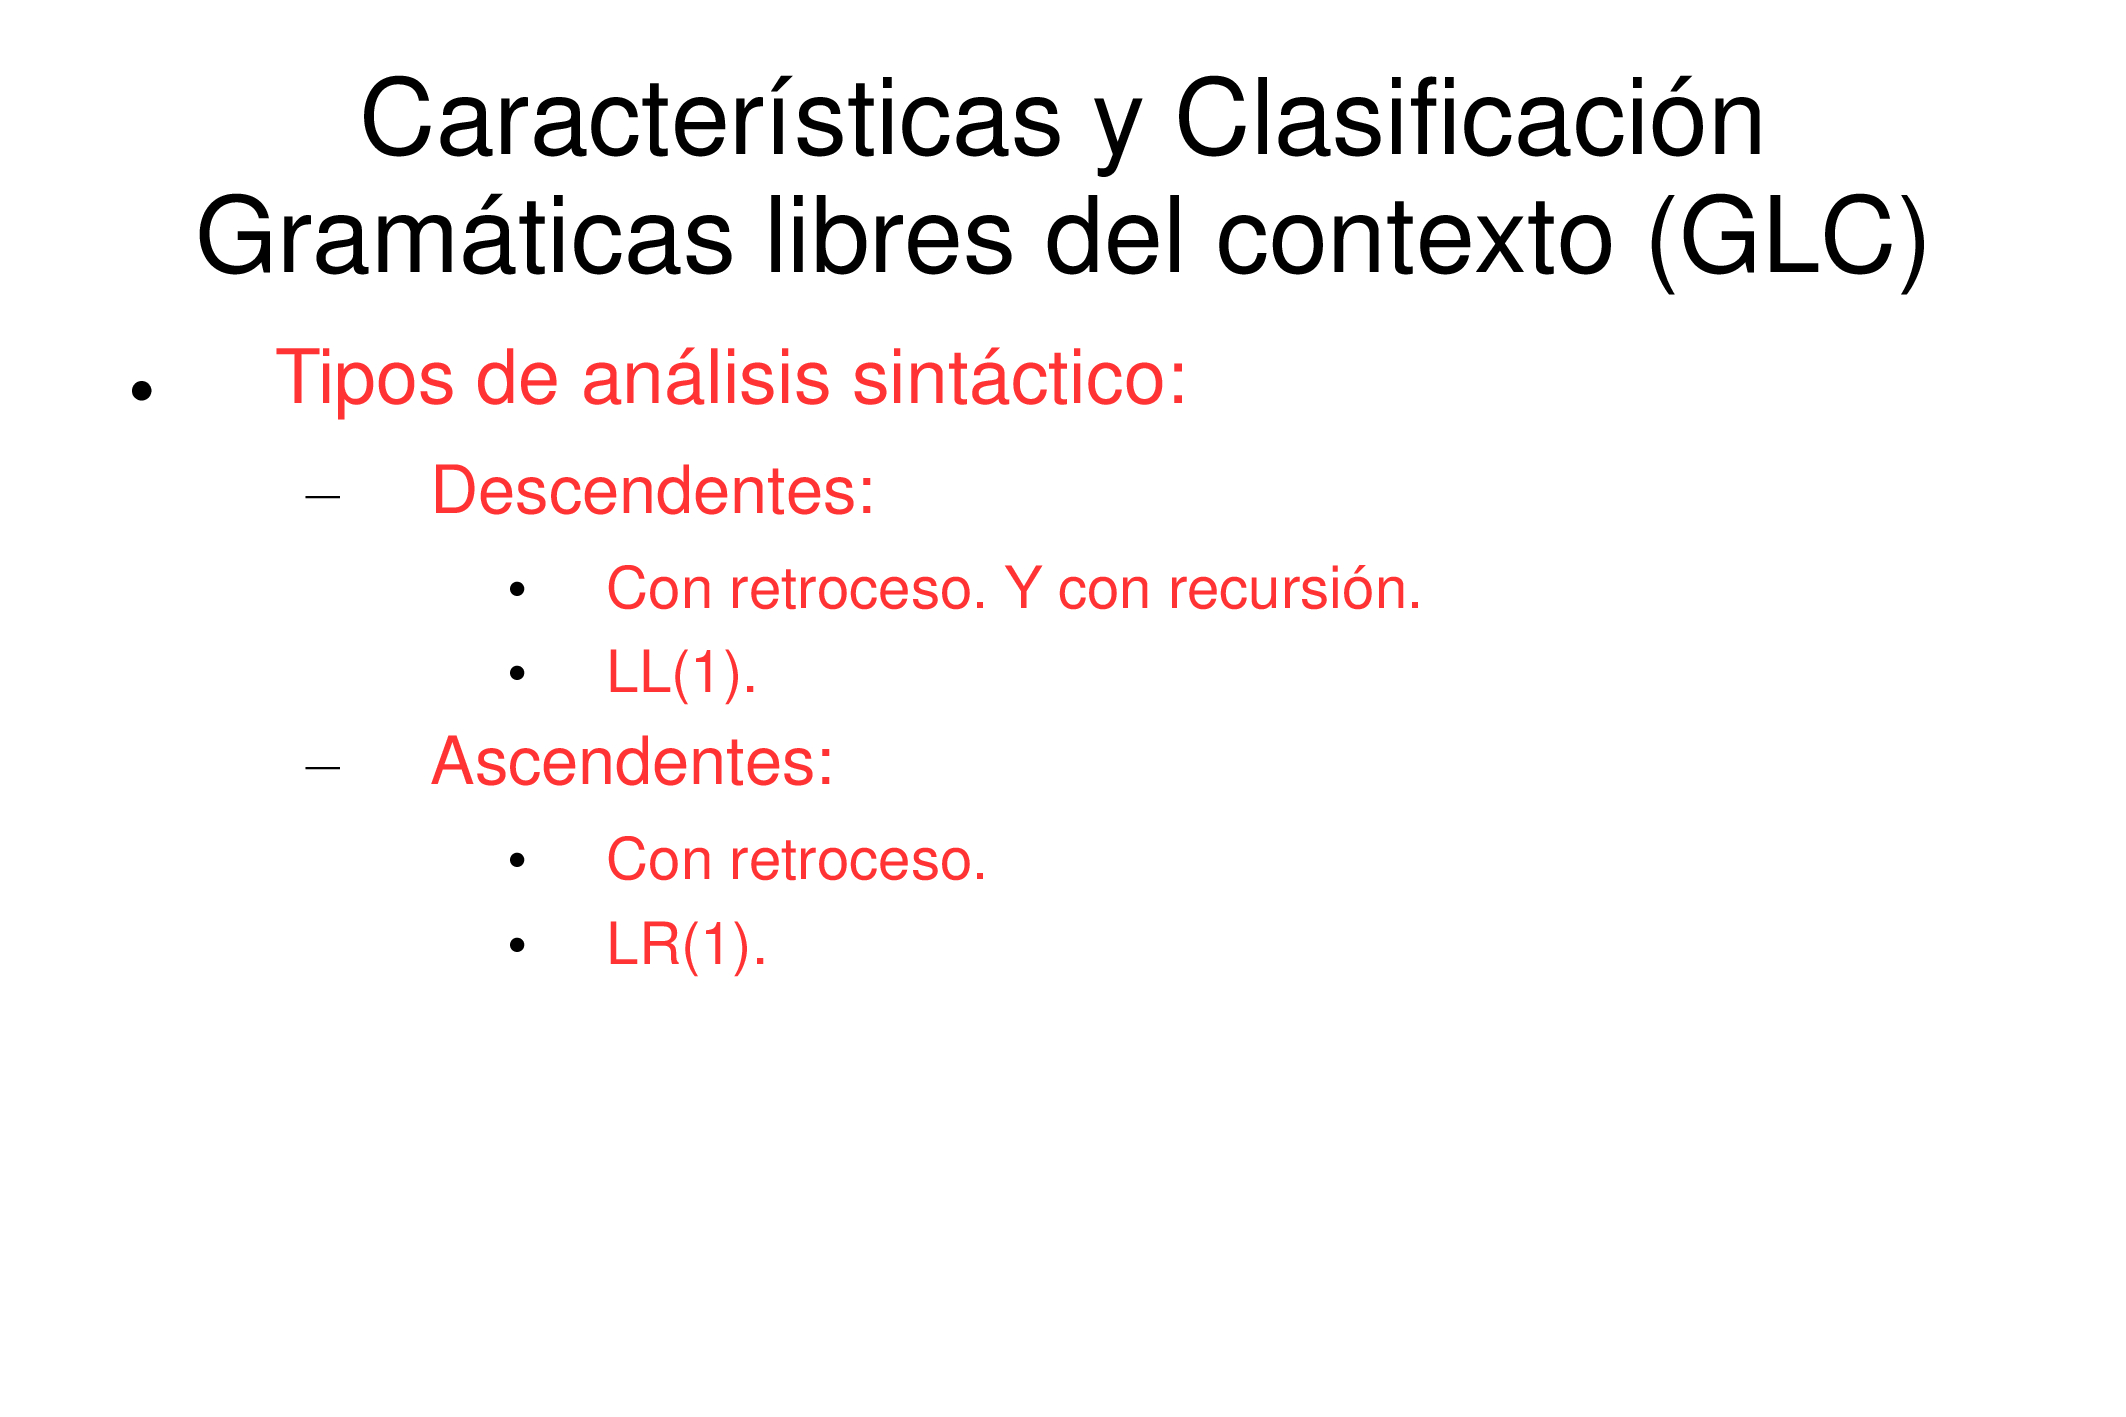 Características y Clasificación
Gramáticas libres del contexto (GLC)
• Tipos de análisis sintáctico:
– Descendentes:
• Con retroceso. Y con recursión.
• LL(1).
– Ascendentes:
• Con retroceso.
• LR(1).